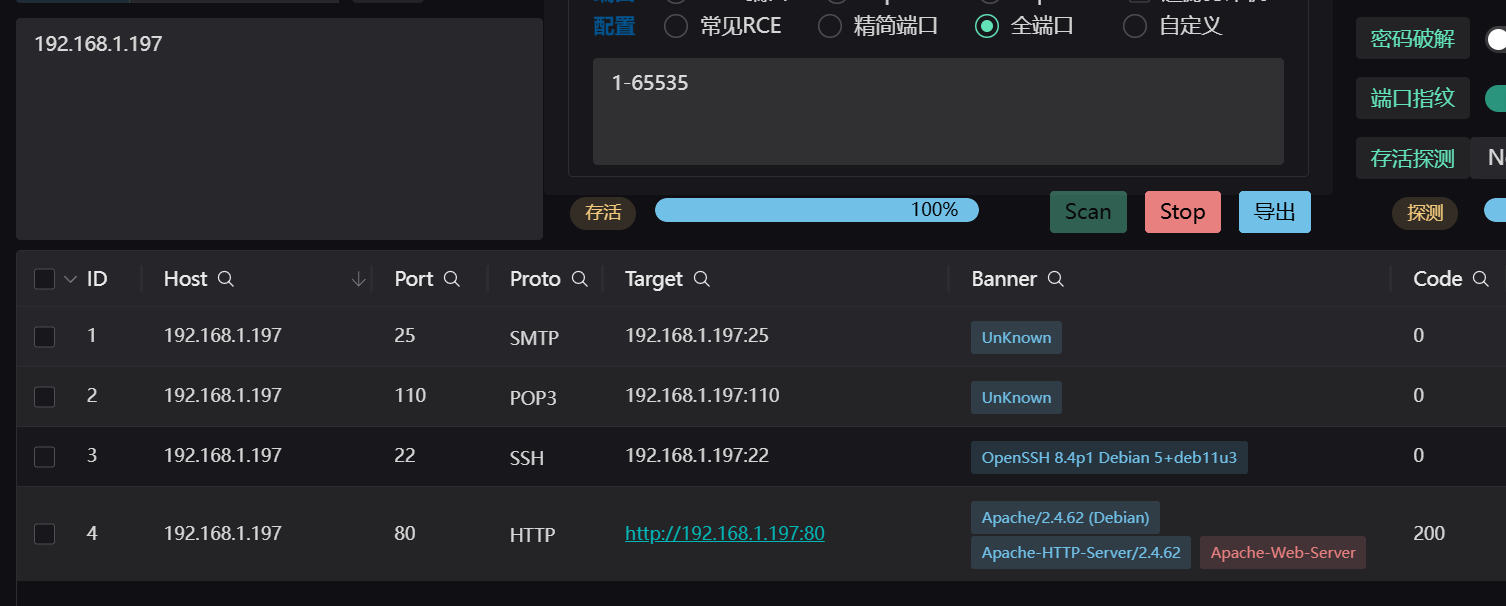 192.168.1.197
配置 常见RCE 精简端口 全端口 自定义
1-65535
密码破解
端口指纹
存活探测
存活 100% Scan Stop 导出 探测
ID Host Port Proto Target Banner Code
1 192.168.1.197 25 SMTP 192.168.1.197:25 UnKnown 0
2 192.168.1.197 110 POP3 192.168.1.197:110 UnKnown 0
3 192.168.1.197 22 SSH 192.168.1.197:22 OpenSSH 8.4p1 Debian 5+deb11u3 0
4 192.168.1.197 80 HTTP http://192.168.1.197:80 Apache/2.4.62 (Debian) 200
Apache-HTTP-Server/2.4.62 Apache-Web-Server